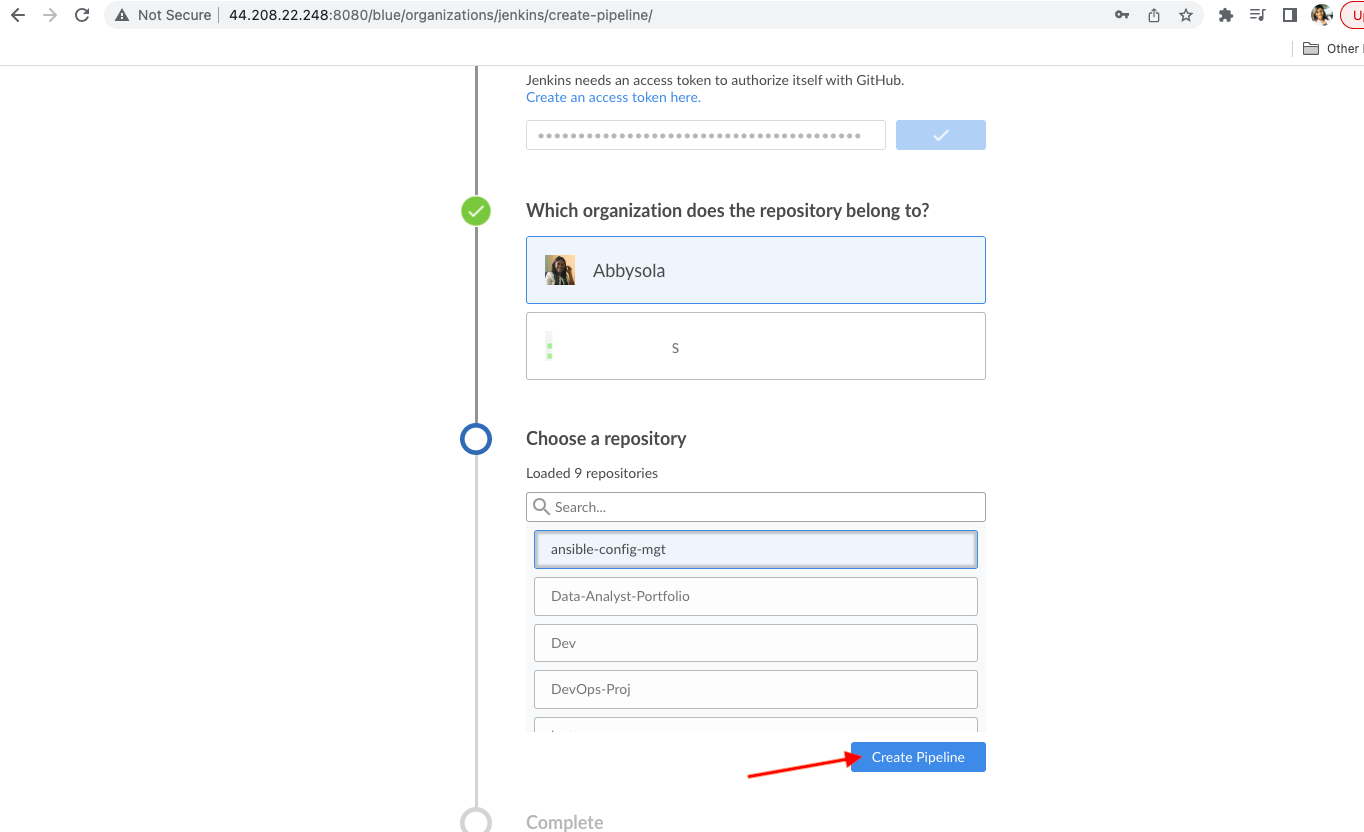 Not Secure
44.208.22.248:8080/blue/organizations/jenkins/create-pipeline/
Other
Jenkins needs an access token to authorize itself with GitHub.
Create an access token here.
••••••••••••••••••••••••••••••••••••••••
Which organization does the repository belong to?
Abbysola
S
Choose a repository
Loaded 9 repositories
Search...
ansible-config-mgt
Data-Analyst-Portfolio
Dev
DevOps-Proj
Create Pipeline
Complete